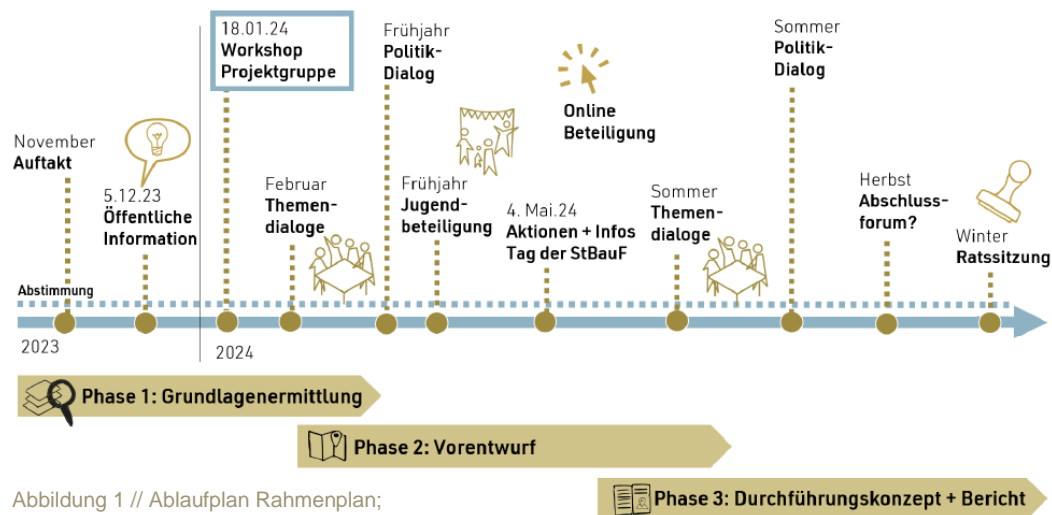 November
Auftakt
5.12.23
Öffentliche
Information
18.01.24
Workshop
Projektgruppe
Februar
Themen-
dialoge
Frühjahr
Politik-
Dialog
Frühjahr
Jugend-
beteiligung
4. Mai.24
Aktionen + Infos
Tag der StBauF
Online
Beteiligung
Sommer
Themen-
dialoge
Sommer
Politik-
Dialog
Herbst
Abschluss-
forum?
Winter
Ratssitzung
Abstimmung
2023
2024
Phase 1: Grundlagenermittlung
Phase 2: Vorentwurf
Phase 3: Durchführungskonzept + Bericht
Abbildung 1 // Ablaufplan Rahmenplan;